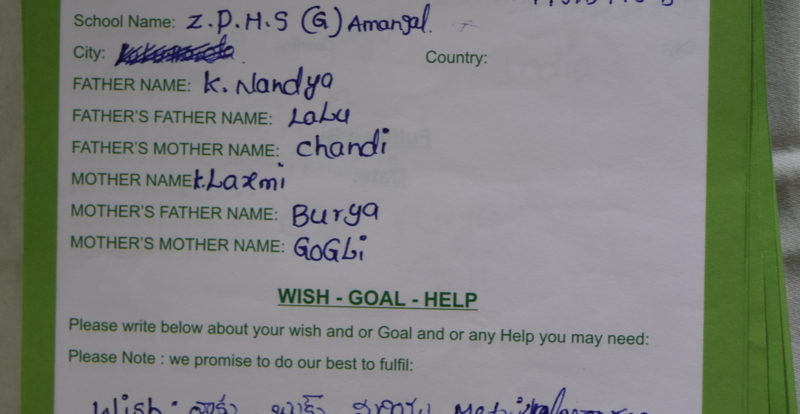 School Name: Z.P.H.S (G) Amangal.
City: Country:
FATHER NAME: K. Nandya
FATHER'S FATHER NAME: LaLu
FATHER'S MOTHER NAME: chandi
MOTHER NAME: K.Laxmi
MOTHER'S FATHER NAME: Burya
MOTHER'S MOTHER NAME: GoGLi
WISH - GOAL - HELP
Please write below about your wish and or Goal and or any Help you may need:
Please Note : we promise to do our best to fulfil:
Wish: నాకు